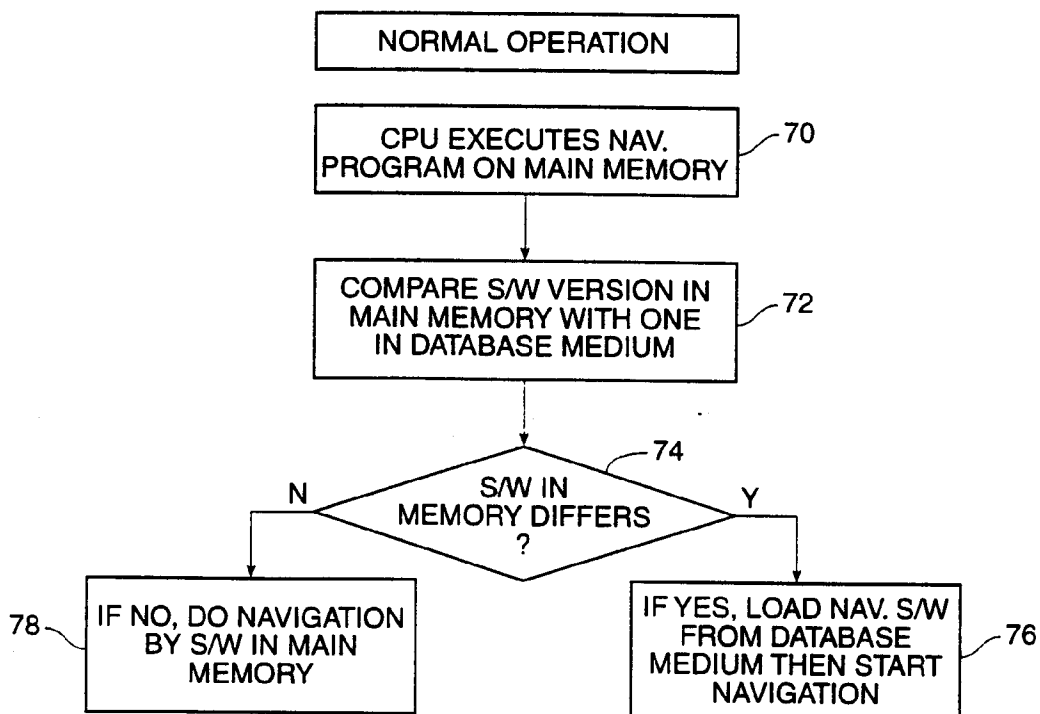 NORMAL OPERATION
CPU EXECUTES NAV.
PROGRAM ON MAIN MEMORY
70
COMPARE S/W VERSION IN
MAIN MEMORY WITH ONE
IN DATABASE MEDIUM
72
74
S/W IN
MEMORY DIFFERS
?
N
Y
78
IF NO, DO NAVIGATION
BY S/W IN MAIN
MEMORY
IF YES, LOAD NAV. S/W
FROM DATABASE
MEDIUM THEN START
NAVIGATION
76